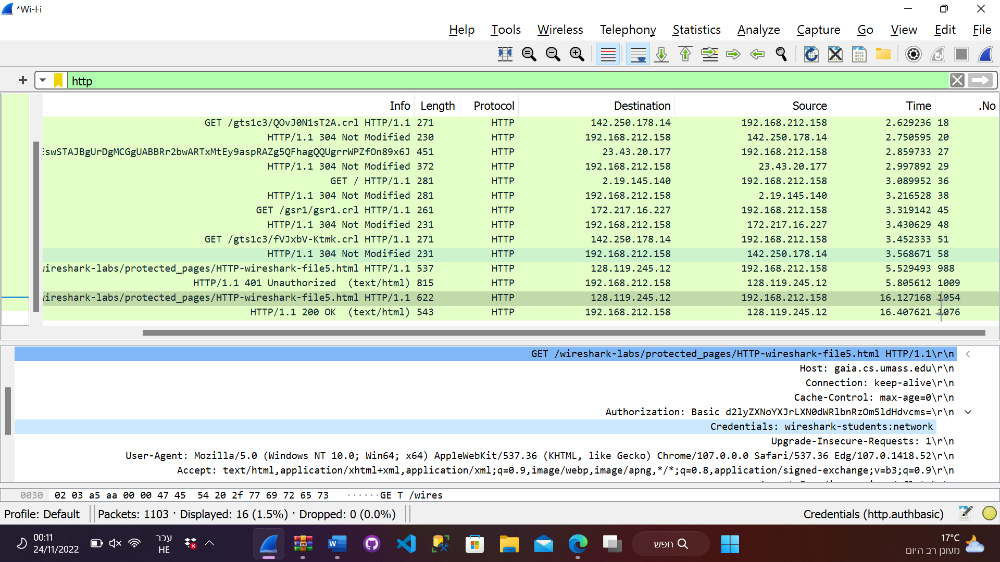 *Wi-Fi
Help Tools Wireless Telephony Statistics Analyze Capture Go View Edit File
http
Info Length Protocol Destination Source Time .No
GET /gts1c3/QOvJ0N1sT2A.crl HTTP/1.1 271 HTTP 142.250.178.14 192.168.212.158 2.629236 18
HTTP/1.1 304 Not Modified 230 HTTP 192.168.212.158 142.250.178.14 2.750595 20
EswSTAJBgUrDgMCGgUABBRr2bwARTxMtEy9aspRAZg5QFhagQQUgrrWPZfOn89x6J 451 HTTP 23.43.20.177 192.168.212.158 2.859733 27
HTTP/1.1 304 Not Modified 372 HTTP 192.168.212.158 23.43.20.177 2.997892 29
GET / HTTP/1.1 281 HTTP 2.19.145.140 192.168.212.158 3.089952 36
HTTP/1.1 304 Not Modified 281 HTTP 192.168.212.158 2.19.145.140 3.216528 38
GET /gsr1/gsr1.crl HTTP/1.1 261 HTTP 172.217.16.227 192.168.212.158 3.319142 45
HTTP/1.1 304 Not Modified 231 HTTP 192.168.212.158 172.217.16.227 3.430629 48
GET /gts1c3/fVJxbV-Ktmk.crl HTTP/1.1 271 HTTP 142.250.178.14 192.168.212.158 3.452333 51
HTTP/1.1 304 Not Modified 231 HTTP 192.168.212.158 142.250.178.14 3.568671 58
wireshark-labs/protected_pages/HTTP-wireshark-file5.html HTTP/1.1 537 HTTP 128.119.245.12 192.168.212.158 5.529493 988
HTTP/1.1 401 Unauthorized (text/html) 815 HTTP 192.168.212.158 128.119.245.12 5.805612 1009
wireshark-labs/protected_pages/HTTP-wireshark-file5.html HTTP/1.1 622 HTTP 128.119.245.12 192.168.212.158 16.127168 1054
HTTP/1.1 200 OK (text/html) 543 HTTP 192.168.212.158 128.119.245.12 16.407621 1076
GET /wireshark-labs/protected_pages/HTTP-wireshark-file5.html HTTP/1.1\r\n
Host: gaia.cs.umass.edu\r\n
Connection: keep-alive\r\n
Cache-Control: max-age=0\r\n
Authorization: Basic d2lyZXNoYXJrLXN0dWRlbnRzOm5ldHdvcms=\r\n
Credentials: wireshark-students:network
Upgrade-Insecure-Requests: 1\r\n
User-Agent: Mozilla/5.0 (Windows NT 10.0; Win64; x64) AppleWebKit/537.36 (KHTML, like Gecko) Chrome/107.0.0.0 Safari/537.36 Edg/107.0.1418.52\r\n
Accept: text/html,application/xhtml+xml,application/xml;q=0.9,image/webp,image/apng,*/*;q=0.8,application/signed-exchange;v=b3;q=0.9\r\n
0030 02 03 a5 aa 00 00 47 45 54 20 2f 77 69 72 65 73 ······GE T /wires
Profile: Default Packets: 1103 · Displayed: 16 (1.5%) · Dropped: 0 (0.0%) Credentials (http.authbasic)
00:11
24/11/2022
עבר
HE
חפש
17°C
מעונן רב היום